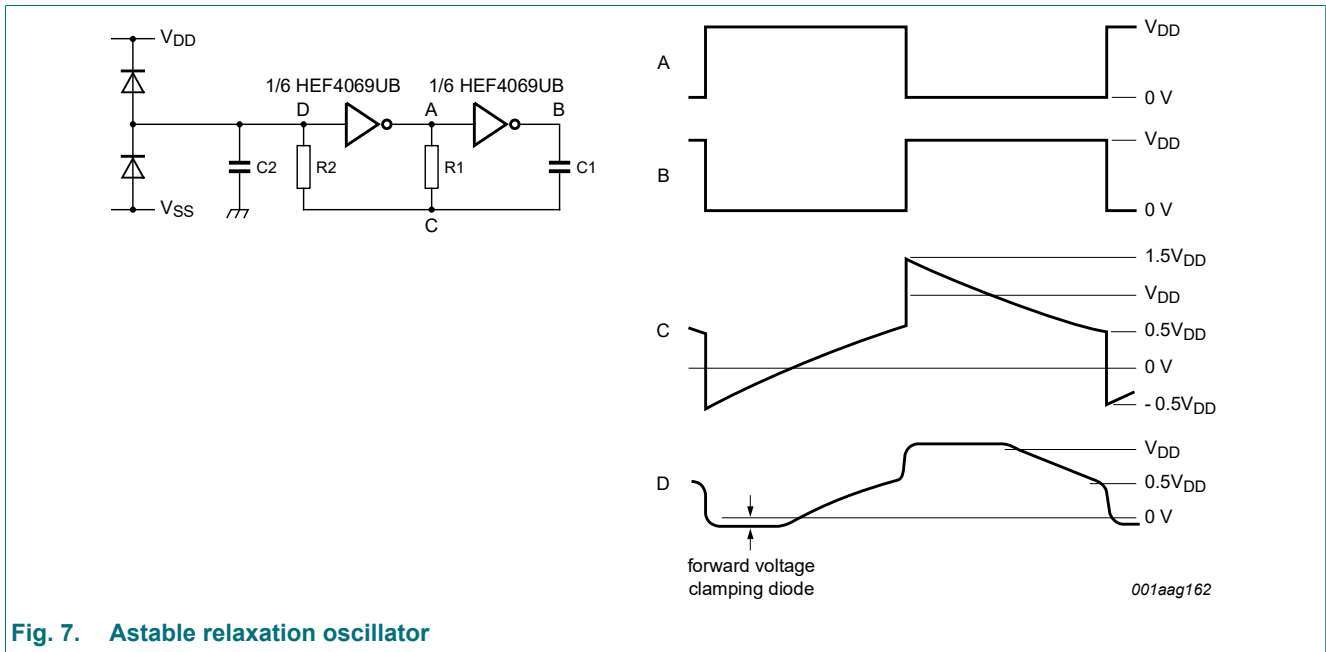 VDD
1/6 HEF4069UB 1/6 HEF4069UB
D A B
C2 R2 R1 C1
VSS
C
A
VDD
0 V
B
VDD
0 V
C
1.5VDD
VDD
0.5VDD
0 V
- 0.5VDD
D
VDD
0.5VDD
0 V
forward voltage
clamping diode
001aag162
Fig. 7. Astable relaxation oscillator